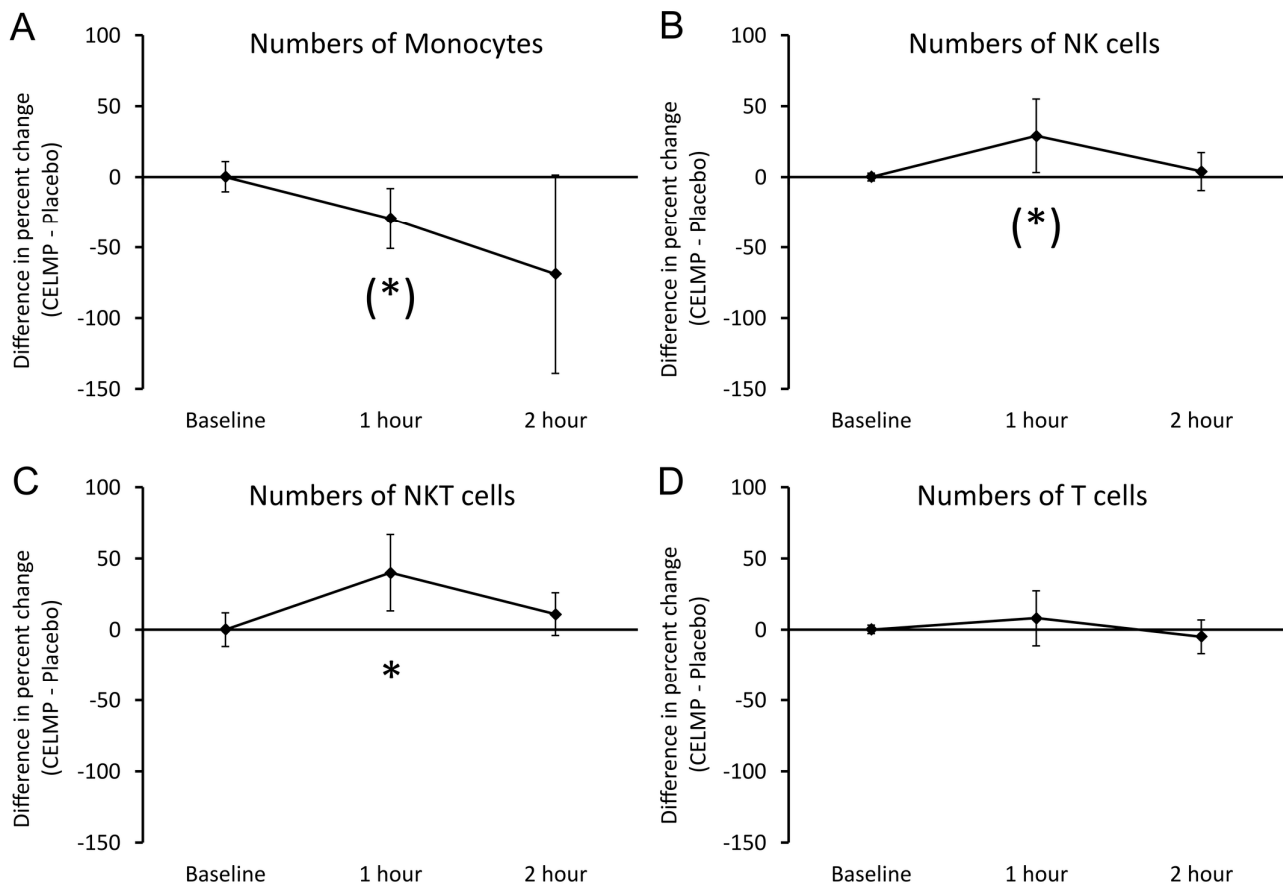 A
Numbers of Monocytes
Difference in percent change
(CELMP - Placebo)
100
50
0
-50
-100
-150
(*)
Baseline
1 hour
2 hour
B
Numbers of NK cells
Difference in percent change
(CELMP - Placebo)
100
50
0
-50
-100
-150
(*)
Baseline
1 hour
2 hour
C
Numbers of NKT cells
Difference in percent change
(CELMP - Placebo)
100
50
0
-50
-100
-150
*
Baseline
1 hour
2 hour
D
Numbers of T cells
Difference in percent change
(CELMP - Placebo)
100
50
0
-50
-100
-150
Baseline
1 hour
2 hour